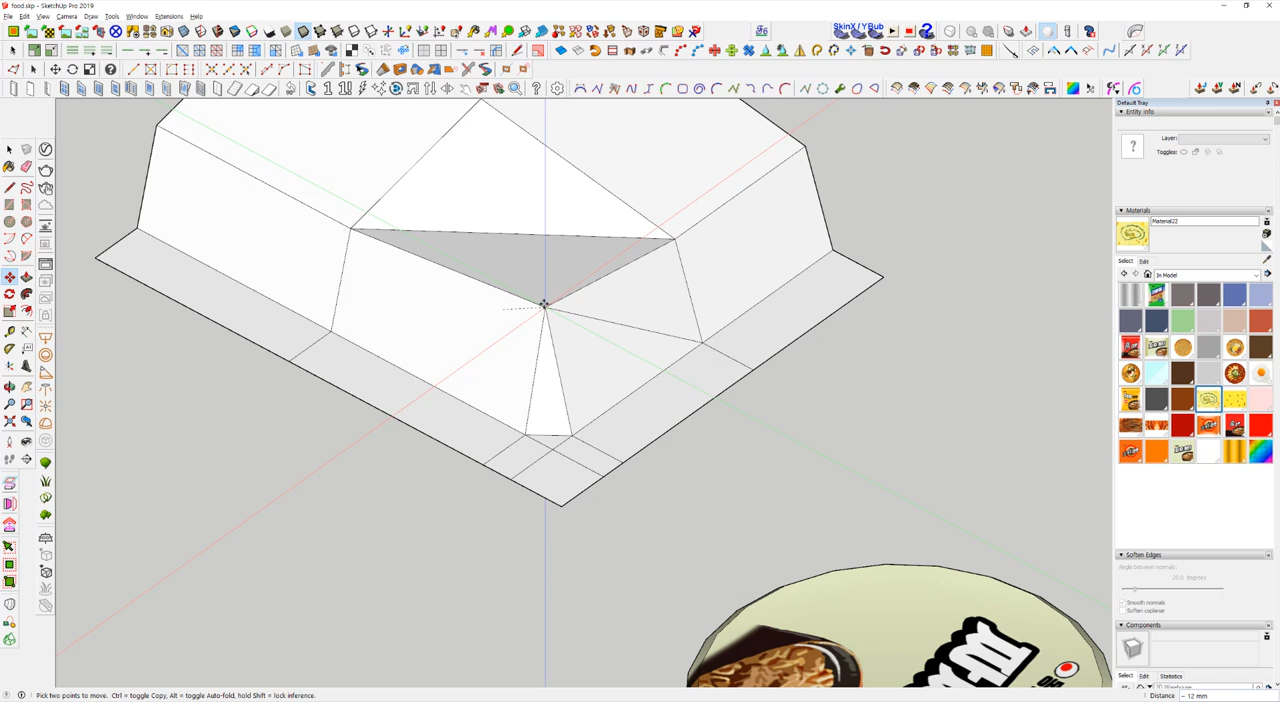 food.skp - SketchUp Pro 2019
File Edit View Camera Draw Tools Window Extensions Help
Default Tray
Entity Info
Layer:
Toggles:
Materials
Material22
Select Edit
In Model
Soften Edges
Angle between normals:
20.0 degrees
Smooth normals
Soften coplanar
Components
Select Edit Statistics
Pick two points to move. Ctrl = toggle Copy, Alt = toggle Auto-fold, hold Shift = lock inference.
Distance ~ 12 mm